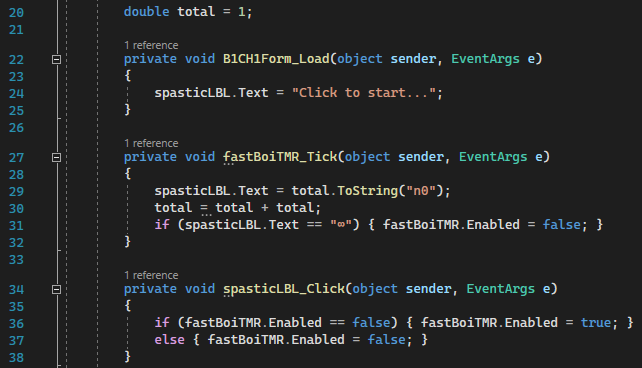 20 double total = 1;
21
1 reference
22 private void B1CH1Form_Load(object sender, EventArgs e)
23 {
24 spasticLBL.Text = "Click to start...";
25 }
26
1 reference
27 private void fastBoiTMR_Tick(object sender, EventArgs e)
28 {
29 spasticLBL.Text = total.ToString("n0");
30 total = total + total;
31 if (spasticLBL.Text == "∞") { fastBoiTMR.Enabled = false; }
32 }
33
1 reference
34 private void spasticLBL_Click(object sender, EventArgs e)
35 {
36 if (fastBoiTMR.Enabled == false) { fastBoiTMR.Enabled = true; }
37 else { fastBoiTMR.Enabled = false; }
38 }